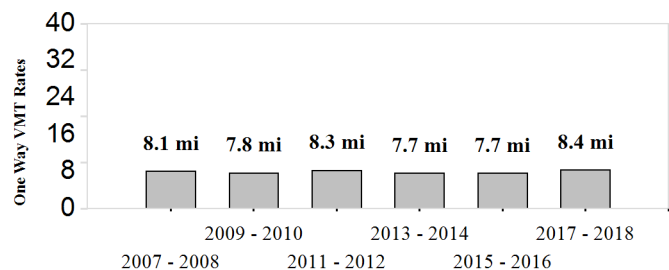 One Way VMT Rates
40
32
24
16
8
0
8.1 mi
7.8 mi
8.3 mi
7.7 mi
7.7 mi
8.4 mi
2009 - 2010
2013 - 2014
2017 - 2018
2007 - 2008
2011 - 2012
2015 - 2016